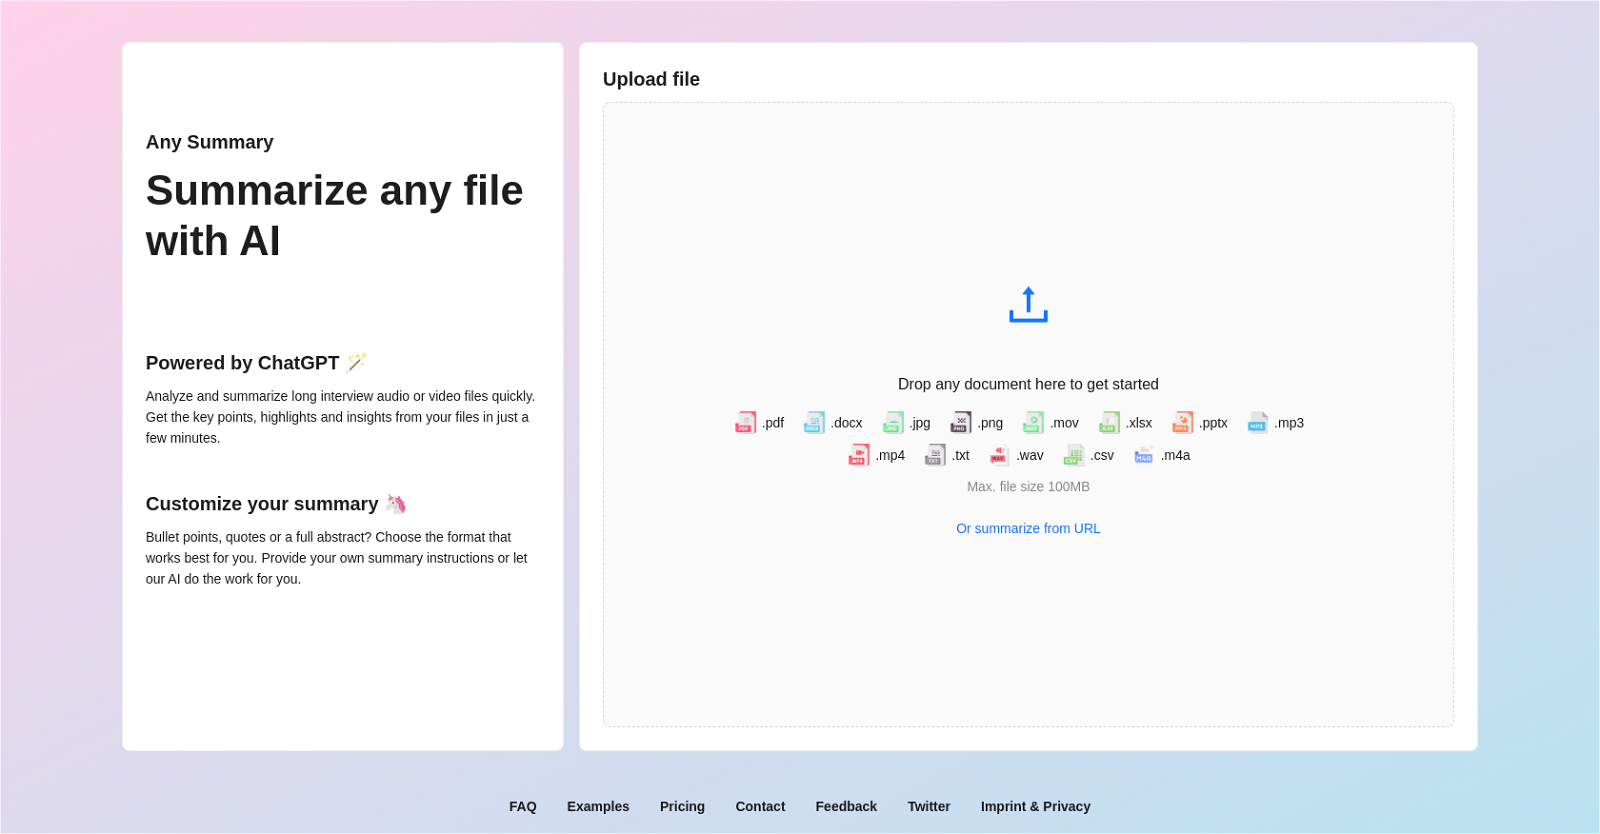 Any Summary
Summarize any file
with AI
Powered by ChatGPT 🪄
Analyze and summarize long interview audio or video files quickly.
Get the key points, highlights and insights from your files in just a
few minutes.
Customize your summary 🦄
Bullet points, quotes or a full abstract? Choose the format that
works best for you. Provide your own summary instructions or let
our AI do the work for you.
Upload file
Drop any document here to get started
.pdf .docx .jpg .png .mov .xlsx .pptx .mp3
.mp4 .txt .wav .csv .m4a
Max. file size 100MB
Or summarize from URL
FAQ Examples Pricing Contact Feedback Twitter Imprint & Privacy